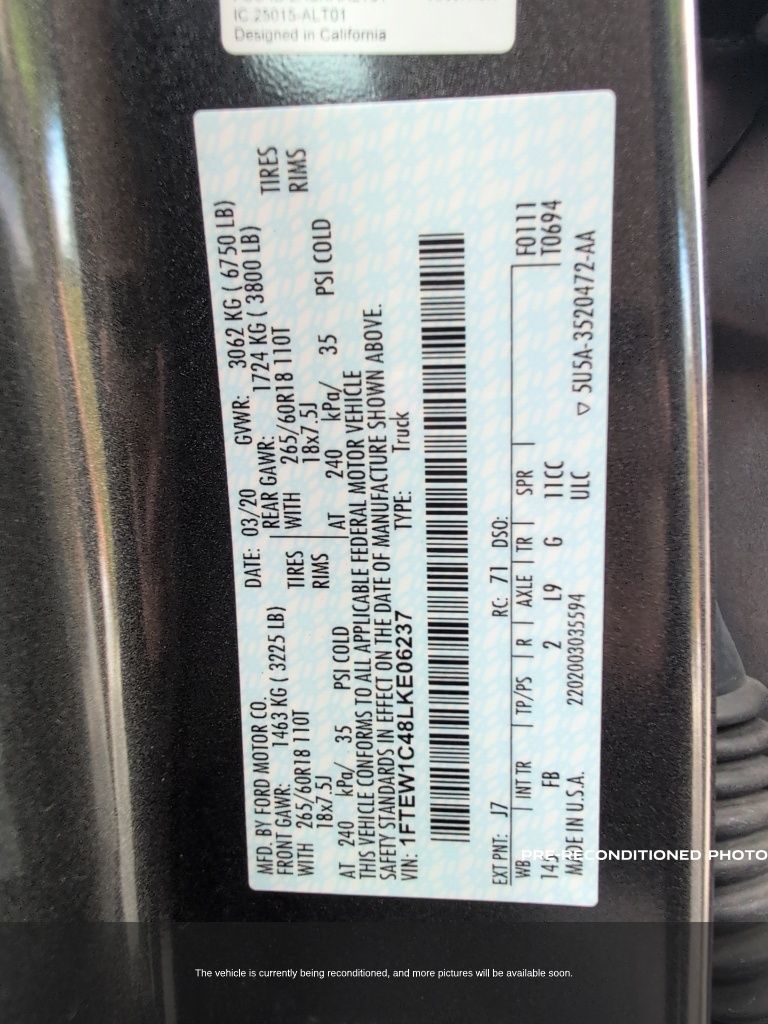 IC 25015-ALT01
Designed in California
MFD. BY FORD MOTOR CO.
DATE: 03/20 GVWR: 3062 KG ( 6750 LB)
FRONT GAWR: 1463 KG ( 3225 LB)
REAR GAWR: 1724 KG ( 3800 LB)
WITH 265/60R18 110T TIRES
WITH 265/60R18 110T TIRES
18x7.5J RIMS
18x7.5J RIMS
AT 240 kPa/ 35 PSI COLD
AT 240 kPa/ 35 PSI COLD
THIS VEHICLE CONFORMS TO ALL APPLICABLE FEDERAL MOTOR VEHICLE
SAFETY STANDARDS IN EFFECT ON THE DATE OF MANUFACTURE SHOWN ABOVE.
VIN: 1FTEW1C48LKE06237 TYPE: Truck
EXT PNT: J7 RC: 71 DSO:
F0111
WB INT TR TP/PS R AXLE TR SPR
T0694
FB 2 L9 G 11CC
MADE IN U.S.A. 2202003035594 ULC
▽ 5U5A-3520472-AA
PRE-RECONDITIONED PHOTO
The vehicle is currently being reconditioned, and more pictures will be available soon.